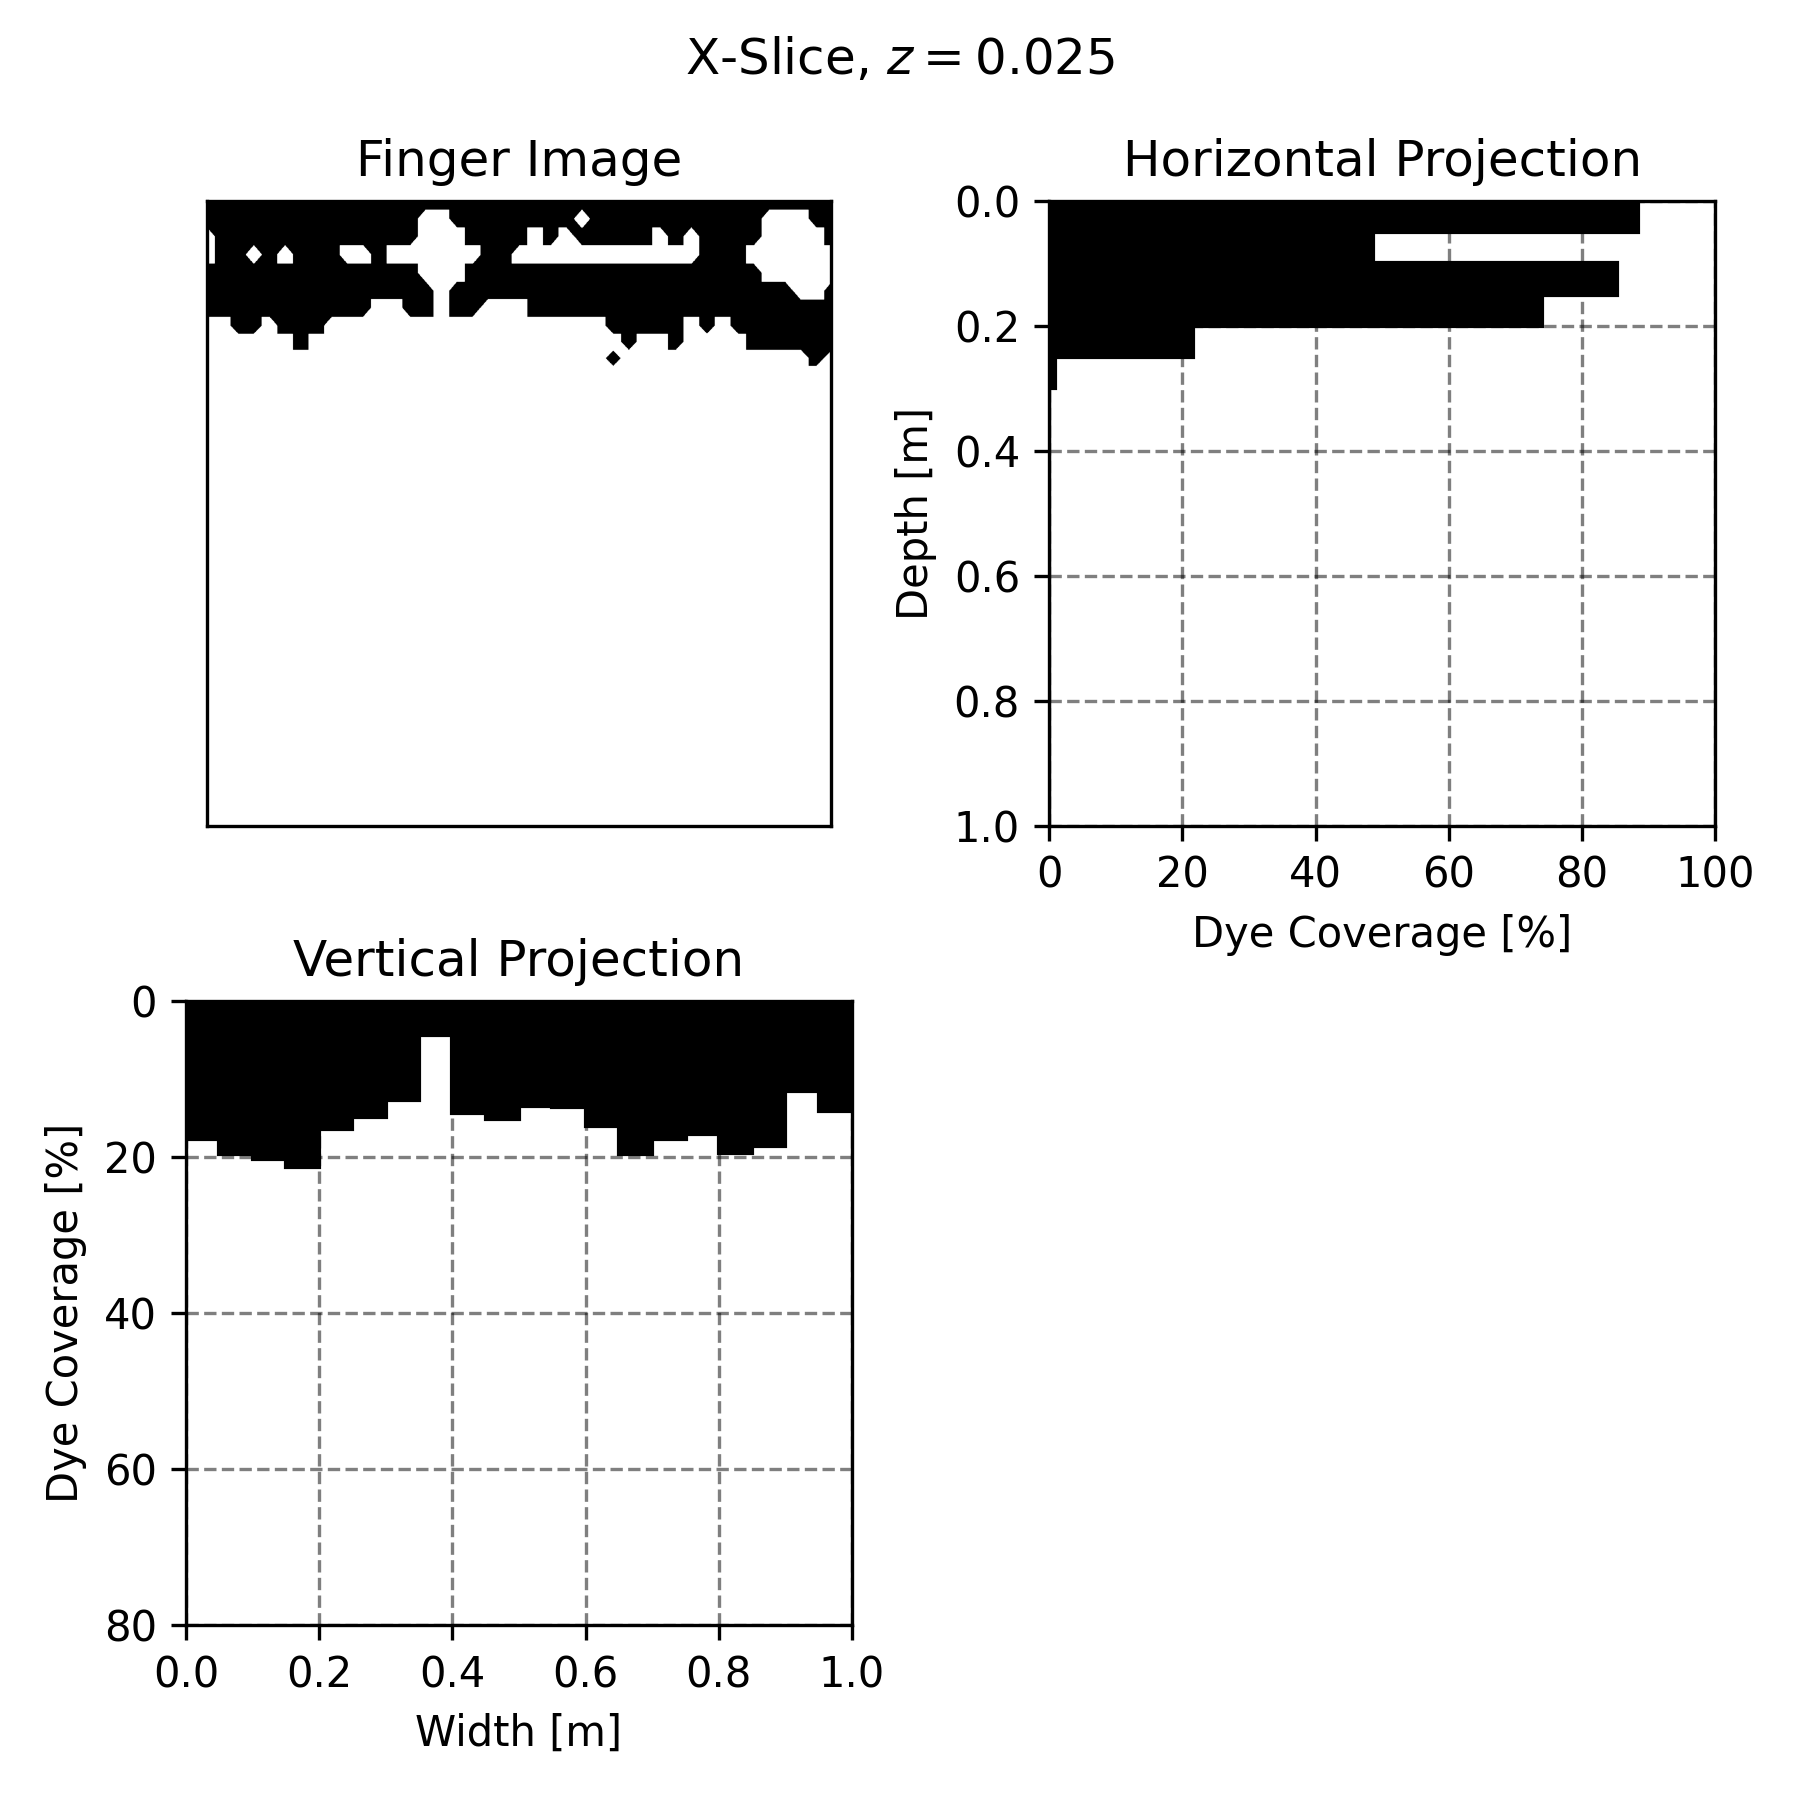 X-Slice, z = 0.025
Finger Image
Horizontal Projection
0.0
0.2
0.4
0.6
0.8
1.0
Depth [m]
0 20 40 60 80 100
Dye Coverage [%]
Vertical Projection
0
20
40
60
80
Dye Coverage [%]
0.0 0.2 0.4 0.6 0.8 1.0
Width [m]